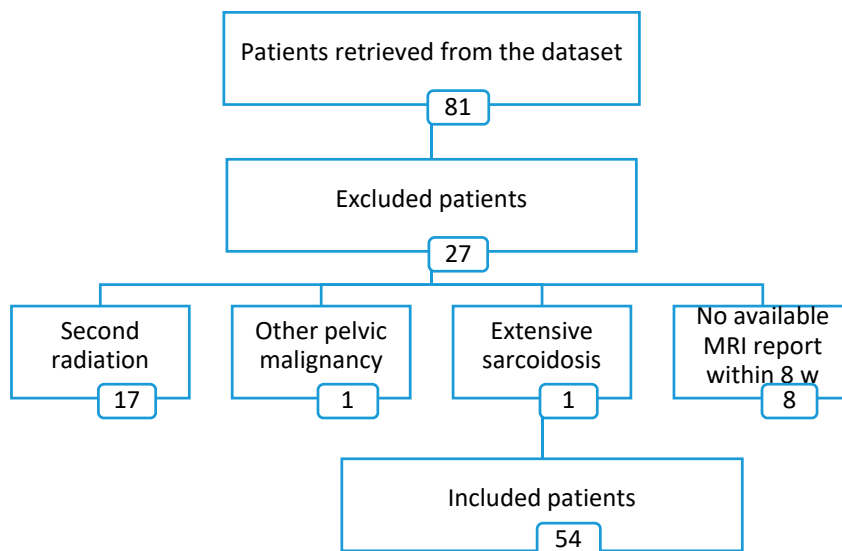 Patients retrieved from the dataset
81
Excluded patients
27
Second
radiation
17
Other pelvic
malignancy
1
Extensive
sarcoidosis
1
No available
MRI report
within 8 w
8
Included patients
54